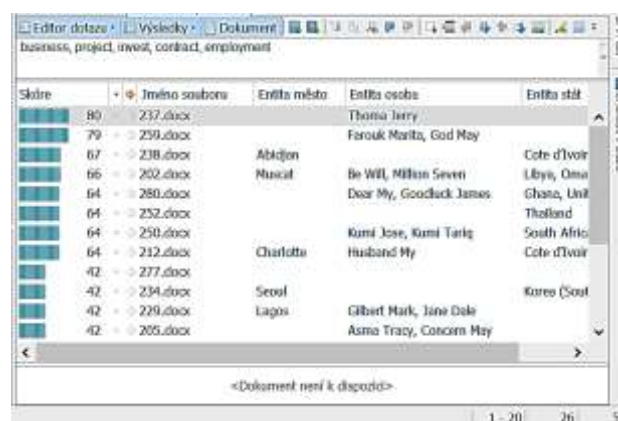 Editor dotazu Výsledky Dokument
business, project, invest, contract, employment
Skóre Jméno souboru Entita město Entita osoba Entita stát
80 237.docx Thoma Jerry
79 259.docx Farouk Marita, God May
67 238.docx Abidjan Cote d'Ivoir
66 202.docx Muscat Be Will, Million Seven Libya, Oma
64 280.docx Dear My, Goodluck James Ghana, Unit
64 252.docx Thailand
64 250.docx Kumi Jose, Kumi Tariq South Afric
64 212.docx Charlotte Husband My Cote d'Ivoir
42 277.docx
42 234.docx Seoul Korea (Sout
42 229.docx Lagos Gilbert Mark, Jane Dale
42 205.docx Asma Tracy, Concern May
<Dokument není k dispozici>
1 - 20 26